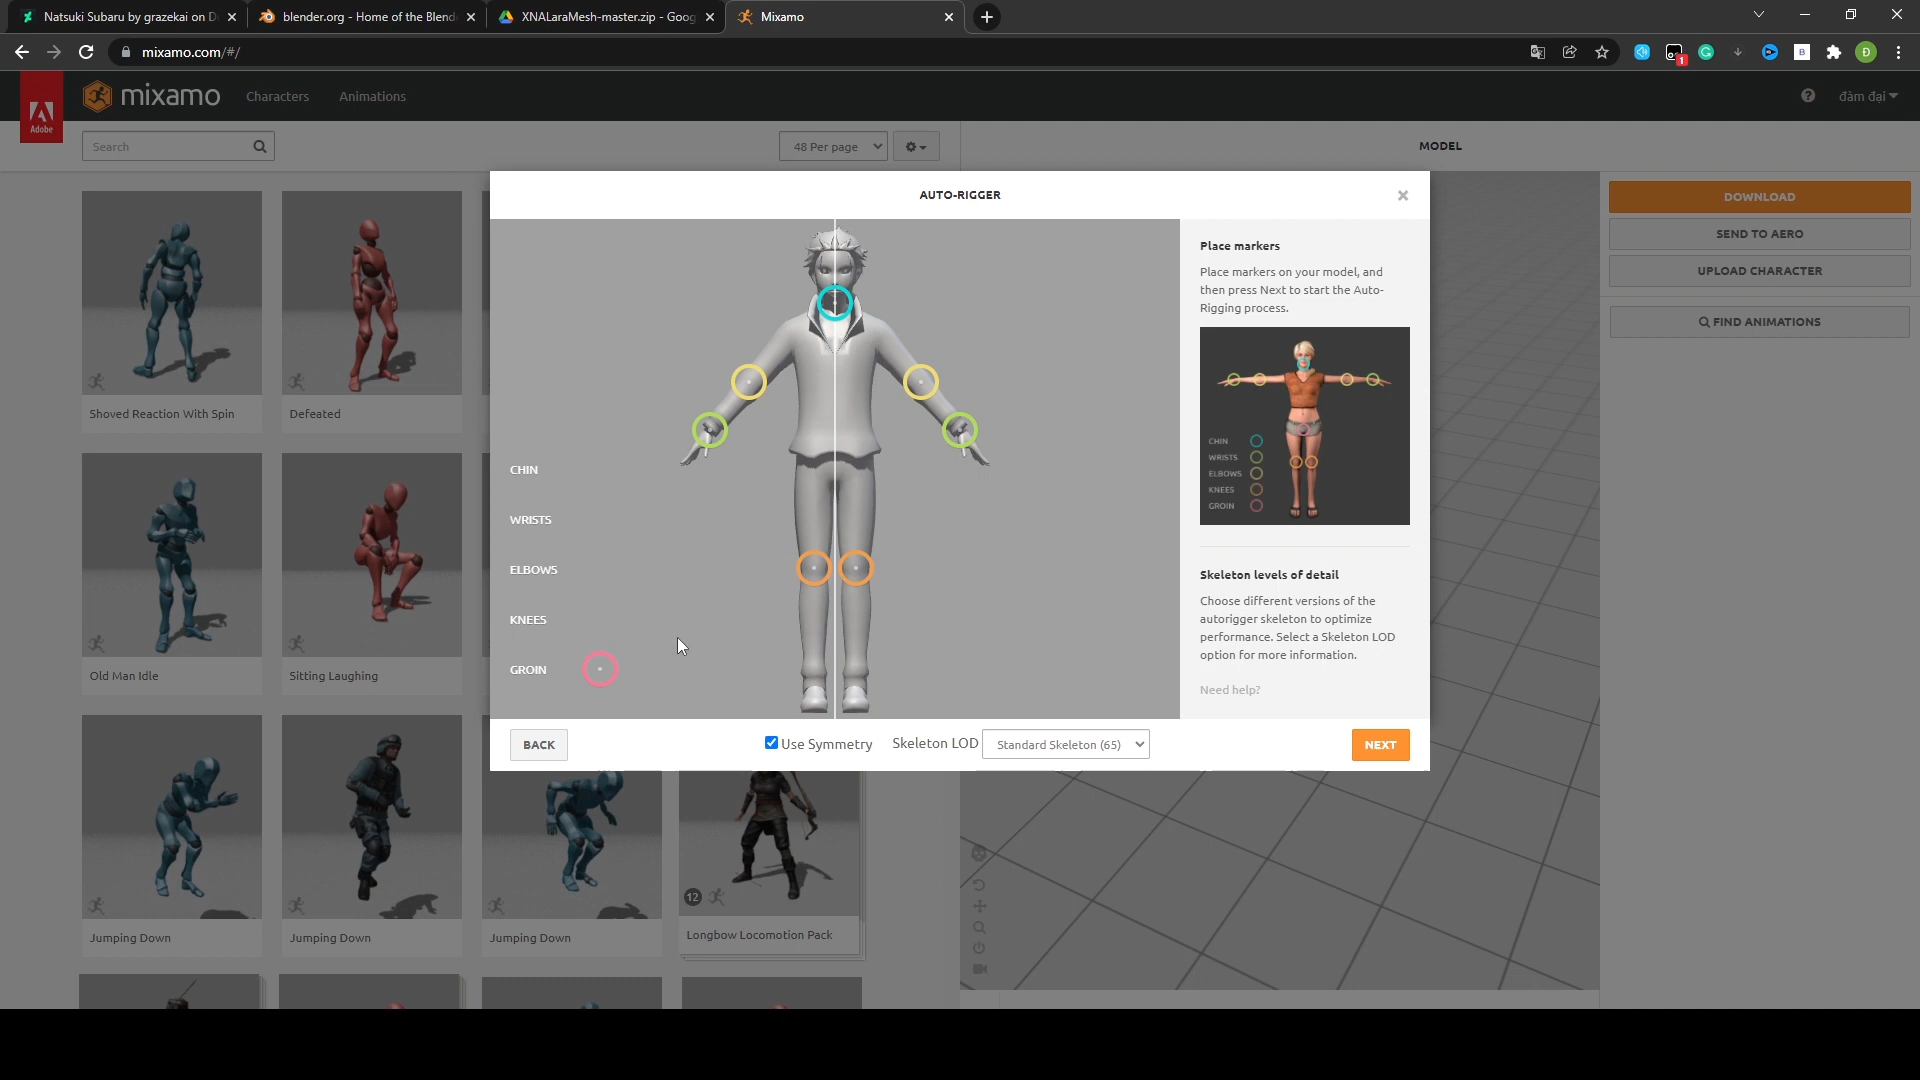 Natsuki Subaru by grazekai on D
blender.org - Home of the Blend
XNALaraMesh-master.zip - Goog
Mixamo
mixamo.com/#/
1
B
Đ
Adobe
mixamo
Characters
Animations
đàm đại
Search
48 Per page
MODEL
AUTO-RIGGER
DOWNLOAD
SEND TO AERO
UPLOAD CHARACTER
FIND ANIMATIONS
Place markers
Place markers on your model, and
then press Next to start the Auto-
Rigging process.
CHIN
WRISTS
ELBOWS
KNEES
GROIN
Skeleton levels of detail
Choose different versions of the
autorigger skeleton to optimize
performance. Select a Skeleton LOD
option for more information.
Need help?
CHIN
WRISTS
ELBOWS
KNEES
GROIN
BACK
Use Symmetry
Skeleton LOD
Standard Skeleton (65)
NEXT
Shoved Reaction With Spin
Defeated
Old Man Idle
Sitting Laughing
12
Jumping Down
Jumping Down
Jumping Down
Longbow Locomotion Pack